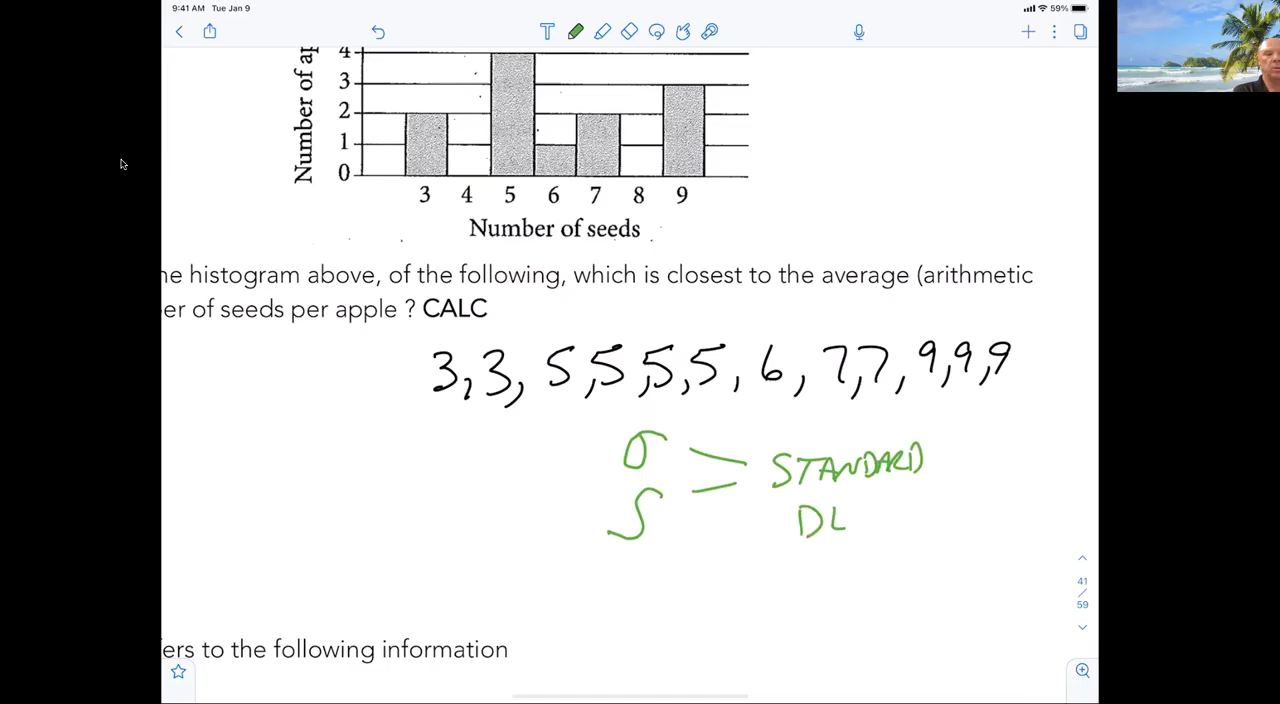 9:41 AM Tue Jan 9
59%
Number of ap
4
3
2
1
0
3 4 5 6 7 8 9
Number of seeds
he histogram above, of the following, which is closest to the average (arithmetic
er of seeds per apple ? CALC
3, 3, 5, 5, 5, 5, 6, 7, 7, 9, 9, 9
σ
S
STANDARD
DL
41
/
59
fers to the following information